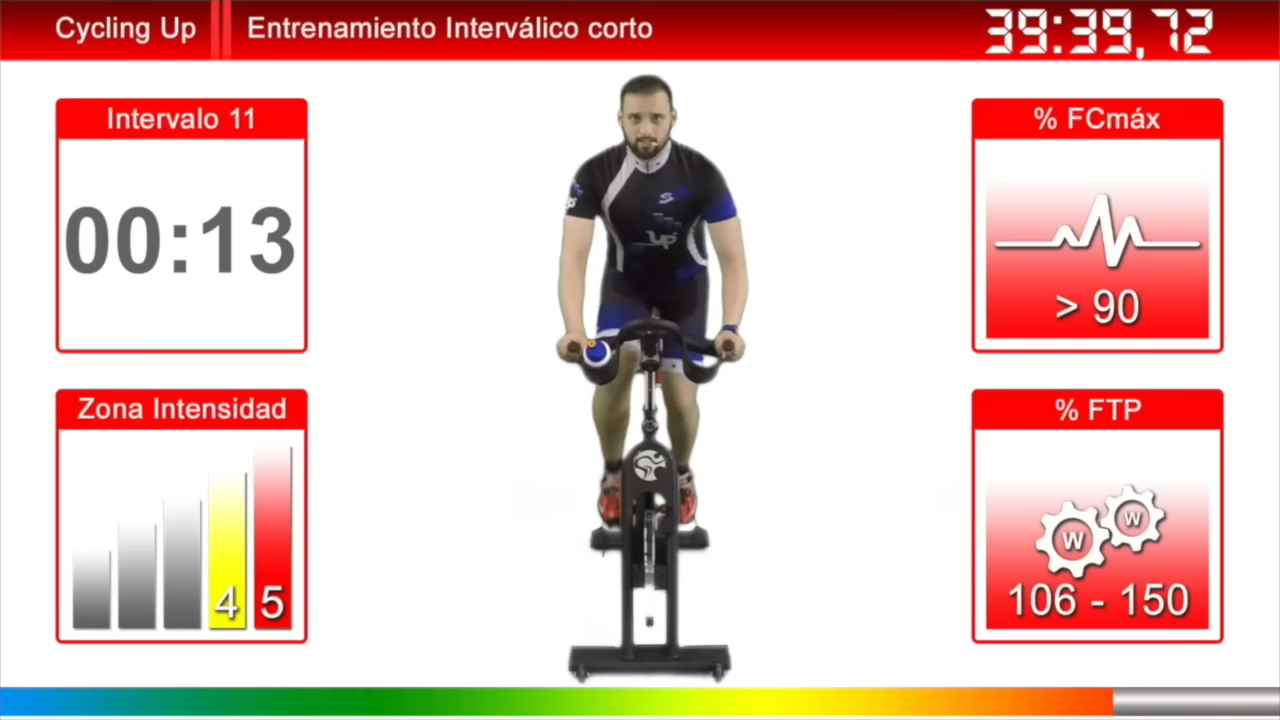 Cycling Up
Entrenamiento Interválico corto
39:39,72
Intervalo 11
00:13
% FCmáx
> 90
Zona Intensidad
4 5
% FTP
W W
106 - 150
up